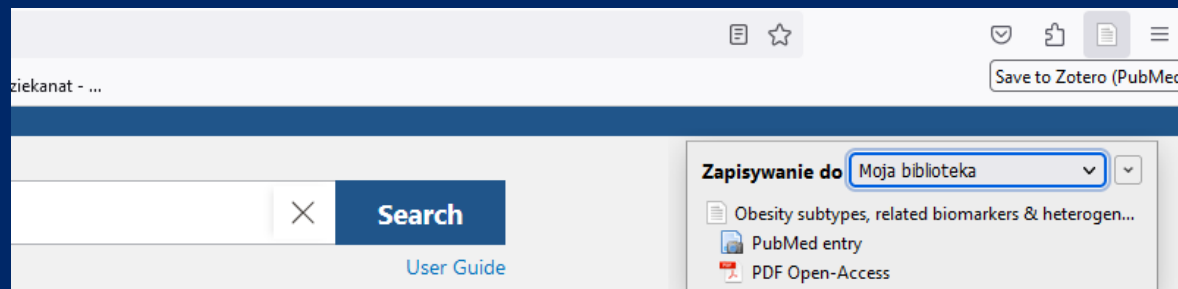 ziekanat - ...
Save to Zotero (PubMed
Zapisywanie do Moja biblioteka
Obesity subtypes, related biomarkers & heterogen...
Search
PubMed entry
User Guide
PDF Open-Access